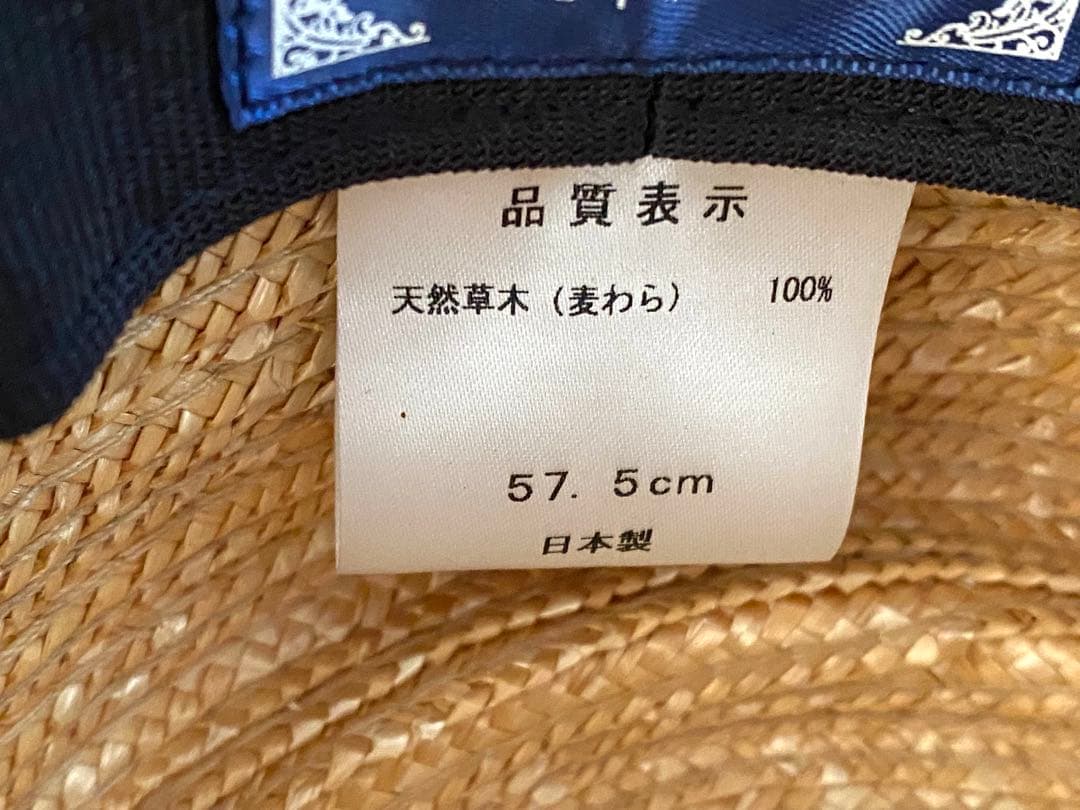 品質表示
天然草木（麦わら） 100%
57. 5cm
日本製